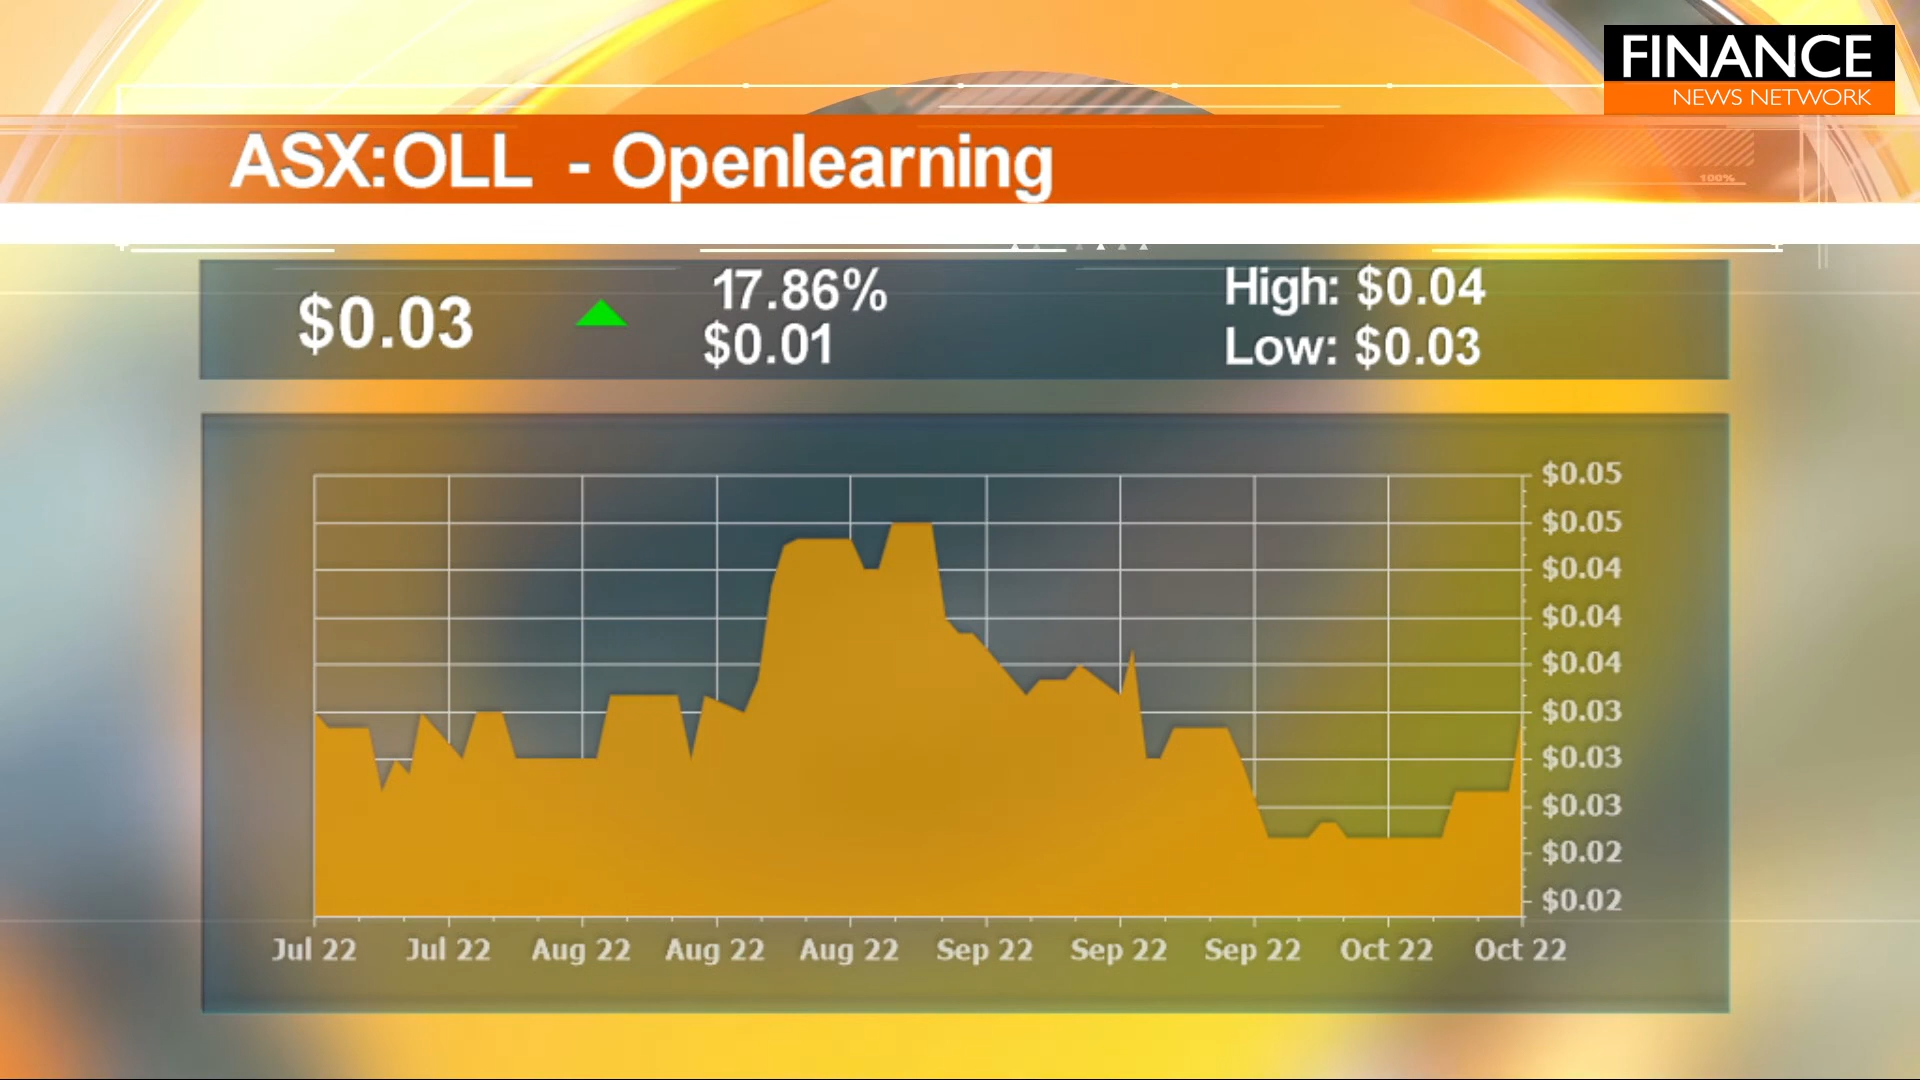 FINANCE
NEWS NETWORK
ASX:OLL - Openlearning
100%
$0.03
17.86%
$0.01
High: $0.04
Low: $0.03
$0.05
$0.05
$0.04
$0.04
$0.04
$0.03
$0.03
$0.03
$0.02
$0.02
Jul 22 Jul 22 Aug 22 Aug 22 Aug 22 Sep 22 Sep 22 Sep 22 Oct 22 Oct 22